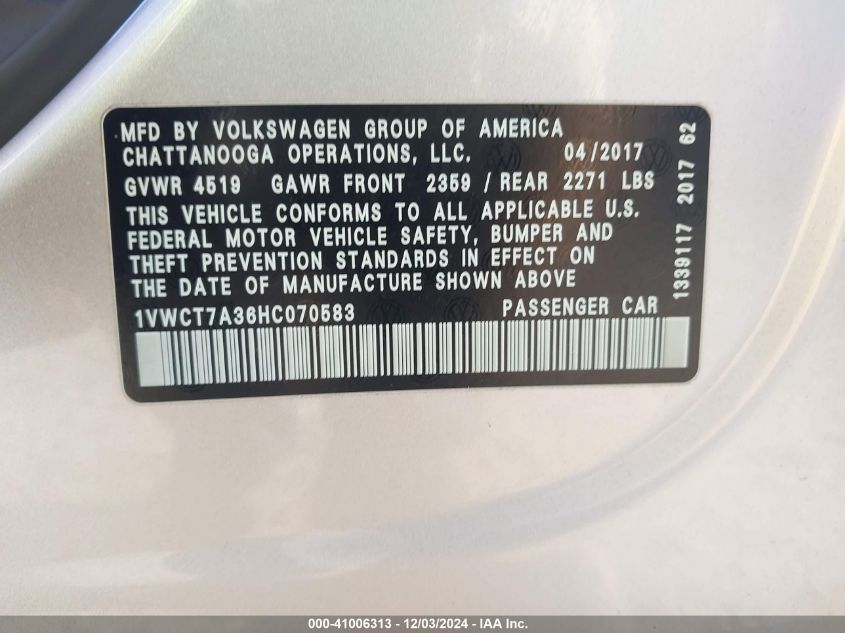 MFD BY VOLKSWAGEN GROUP OF AMERICA
CHATTANOOGA OPERATIONS, LLC. 04/2017
GVWR 4519 GAWR FRONT 2359 / REAR 2271 LBS
THIS VEHICLE CONFORMS TO ALL APPLICABLE U.S.
FEDERAL MOTOR VEHICLE SAFETY, BUMPER AND
THEFT PREVENTION STANDARDS IN EFFECT ON
THE DATE OF MANUFACTURE SHOWN ABOVE
1VWCT7A36HC070583 PASSENGER CAR
1339117 2017 62
000-41006313 - 12/03/2024 - IAA Inc.